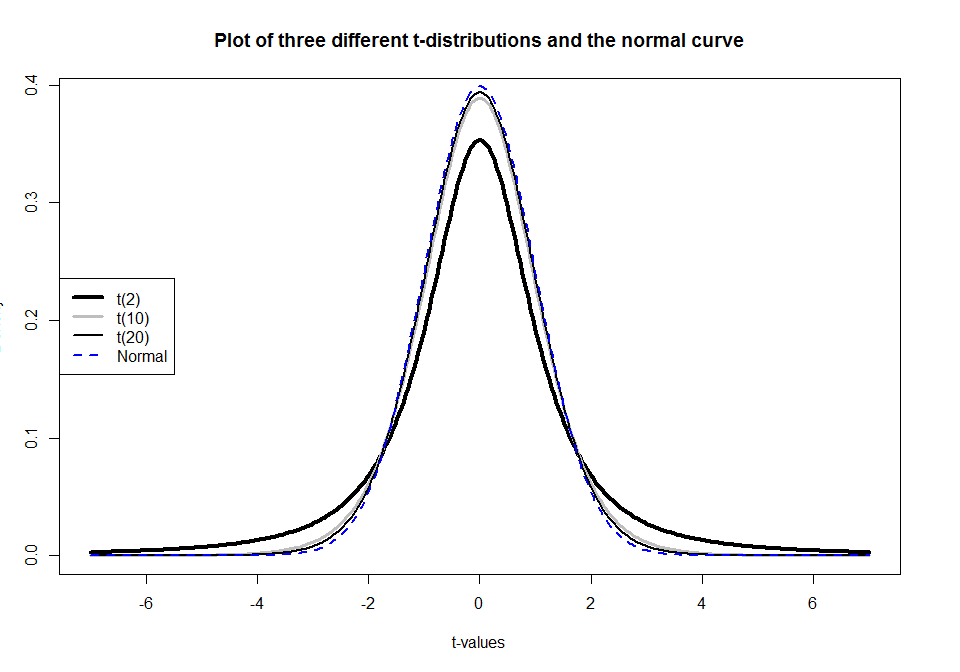 Plot of three different t-distributions and the normal curve
0.4
0.3
0.2
0.1
0.0
t(2)
t(10)
t(20)
Normal
-6 -4 -2 0 2 4 6
t-values